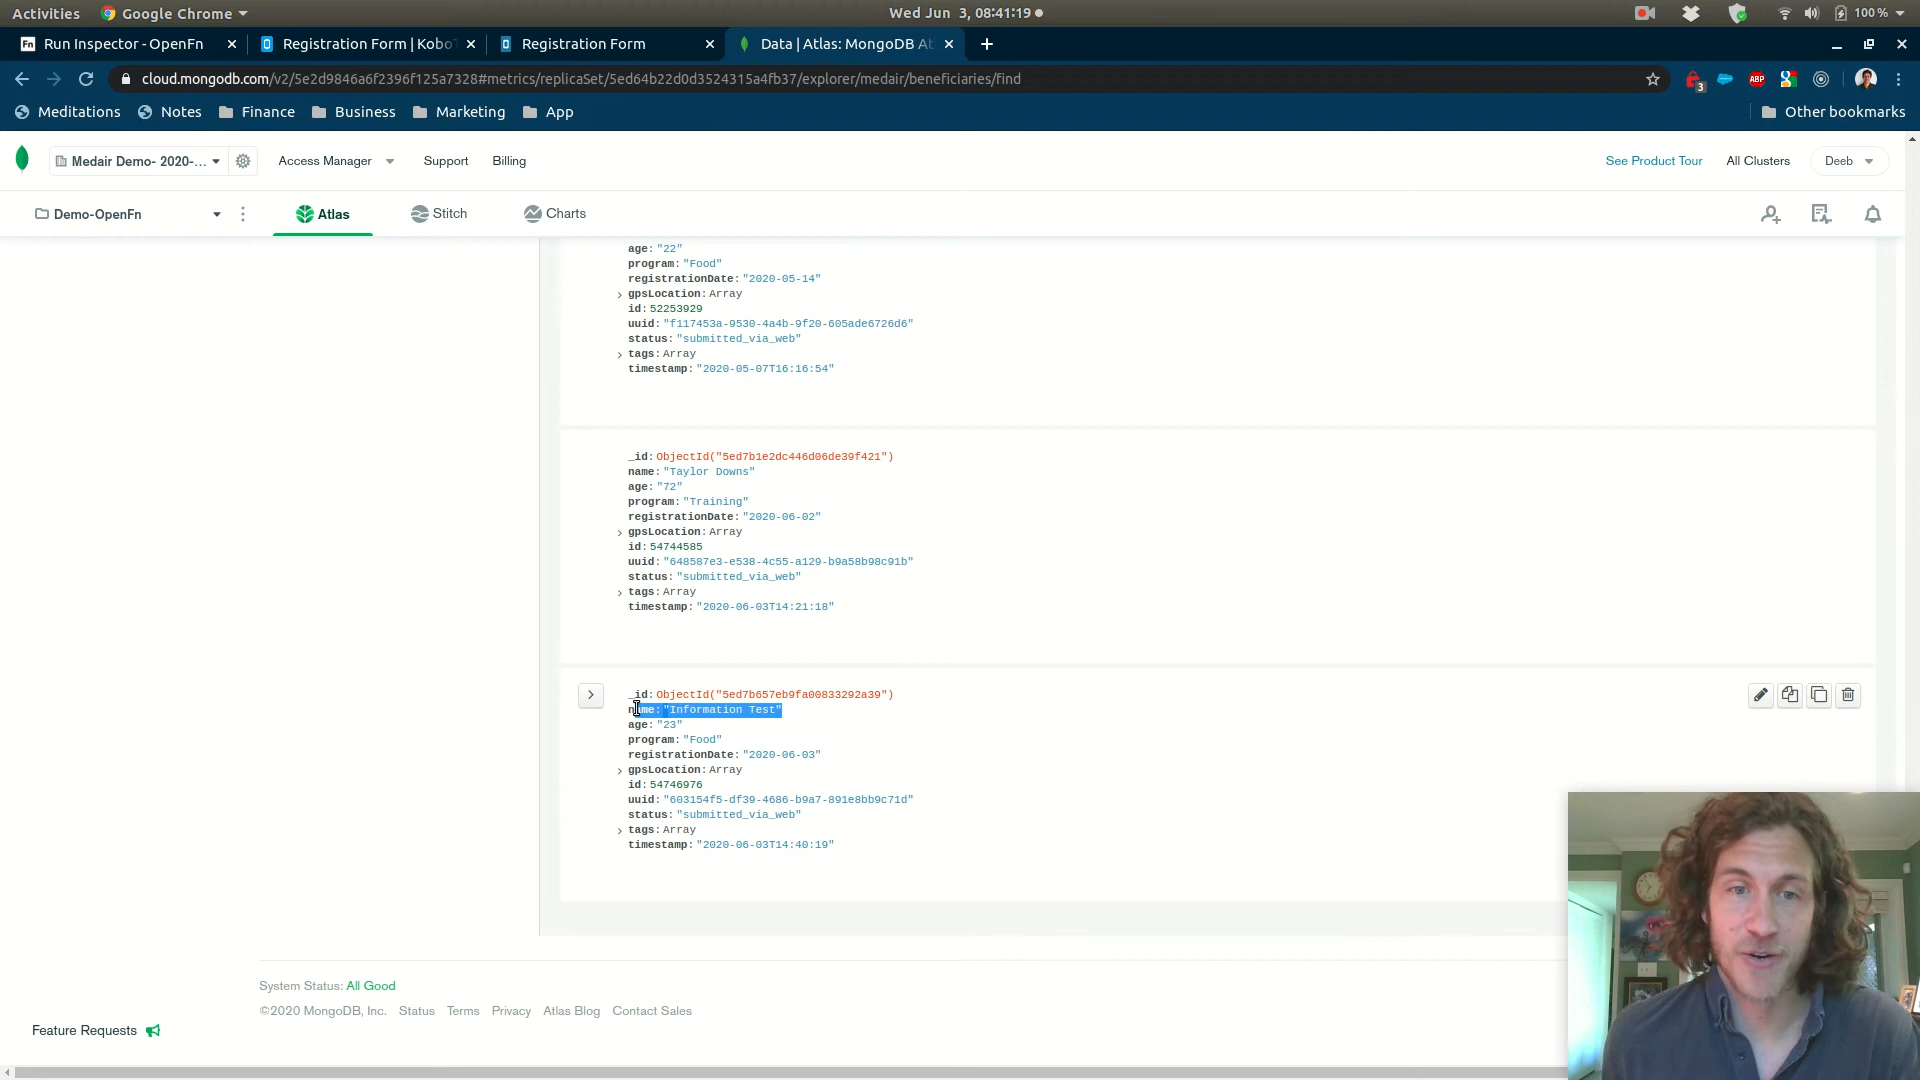 Activities Google Chrome Wed Jun 3, 08:41:19 100 %
Fn Run Inspector - OpenFn Registration Form | KoboT Registration Form Data | Atlas: MongoDB At
cloud.mongodb.com/v2/5e2d9846a6f2396f125a7328#metrics/replicaSet/5ed64b22d0d3524315a4fb37/explorer/medair/beneficiaries/find 3 ABP
Meditations Notes Finance Business Marketing App Other bookmarks
Medair Demo- 2020-... Access Manager Support Billing See Product Tour All Clusters Deeb
Demo-OpenFn Atlas Stitch Charts
age: "22"
program: "Food"
registrationDate: "2020-05-14"
gpsLocation: Array
id: 52253929
uuid: "f117453a-9530-4a4b-9f20-605ade6726d6"
status: "submitted_via_web"
tags: Array
timestamp: "2020-05-07T16:16:54"
_id: ObjectId("5ed7b1e2dc446d06de39f421")
name: "Taylor Downs"
age: "72"
program: "Training"
registrationDate: "2020-06-02"
gpsLocation: Array
id: 54744585
uuid: "648587e3-e538-4c55-a129-b9a58b98c91b"
status: "submitted_via_web"
tags: Array
timestamp: "2020-06-03T14:21:18"
_id: ObjectId("5ed7b657eb9fa00833292a39")
name: "Information Test"
age: "23"
program: "Food"
registrationDate: "2020-06-03"
gpsLocation: Array
id: 54746976
uuid: "603154f5-df39-4686-b9a7-891e8bb9c71d"
status: "submitted_via_web"
tags: Array
timestamp: "2020-06-03T14:40:19"
System Status: All Good
©2020 MongoDB, Inc. Status Terms Privacy Atlas Blog Contact Sales
Feature Requests